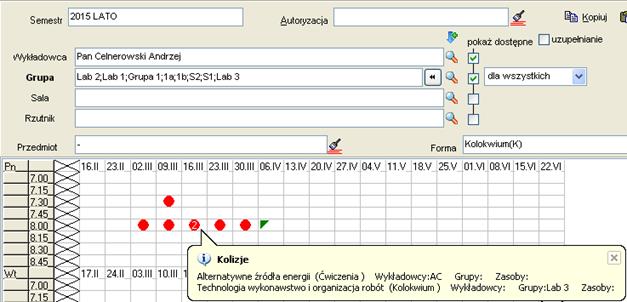 Semestr 2015 LATO Autoryzacja Kopiuj
pokaż dostępne uzupełnianie
Wykładowca Pan Celnerowski Andrzej
Grupa Lab 2;Lab 1;Grupa 1;1a;1b;S2;S1;Lab 3 dla wszystkich
Sala
Rzutnik
Przedmiot - Forma Kolokwium(K)
Pn 16.II 23.II 02.III 09.III 16.III 23.III 30.III 06.IV 13.IV 20.IV 27.IV 04.V 11.V 18.V 25.V 01.VI 08.VI 15.VI 22.VI
7.00
7.15
7.30
7.45
8.00 2
8.15
8.30
8.45
Kolizje
Alternatywne źródła energii (Ćwiczenia ) Wykładowcy:AC Grupy: Zasoby:
Technologia wykonawstwo i organizacja robót (Kolokwium ) Wykładowcy: Grupy:Lab 3 Zasoby:
Wt 17.II 24.II 03.III 10.III
7.00
7.15